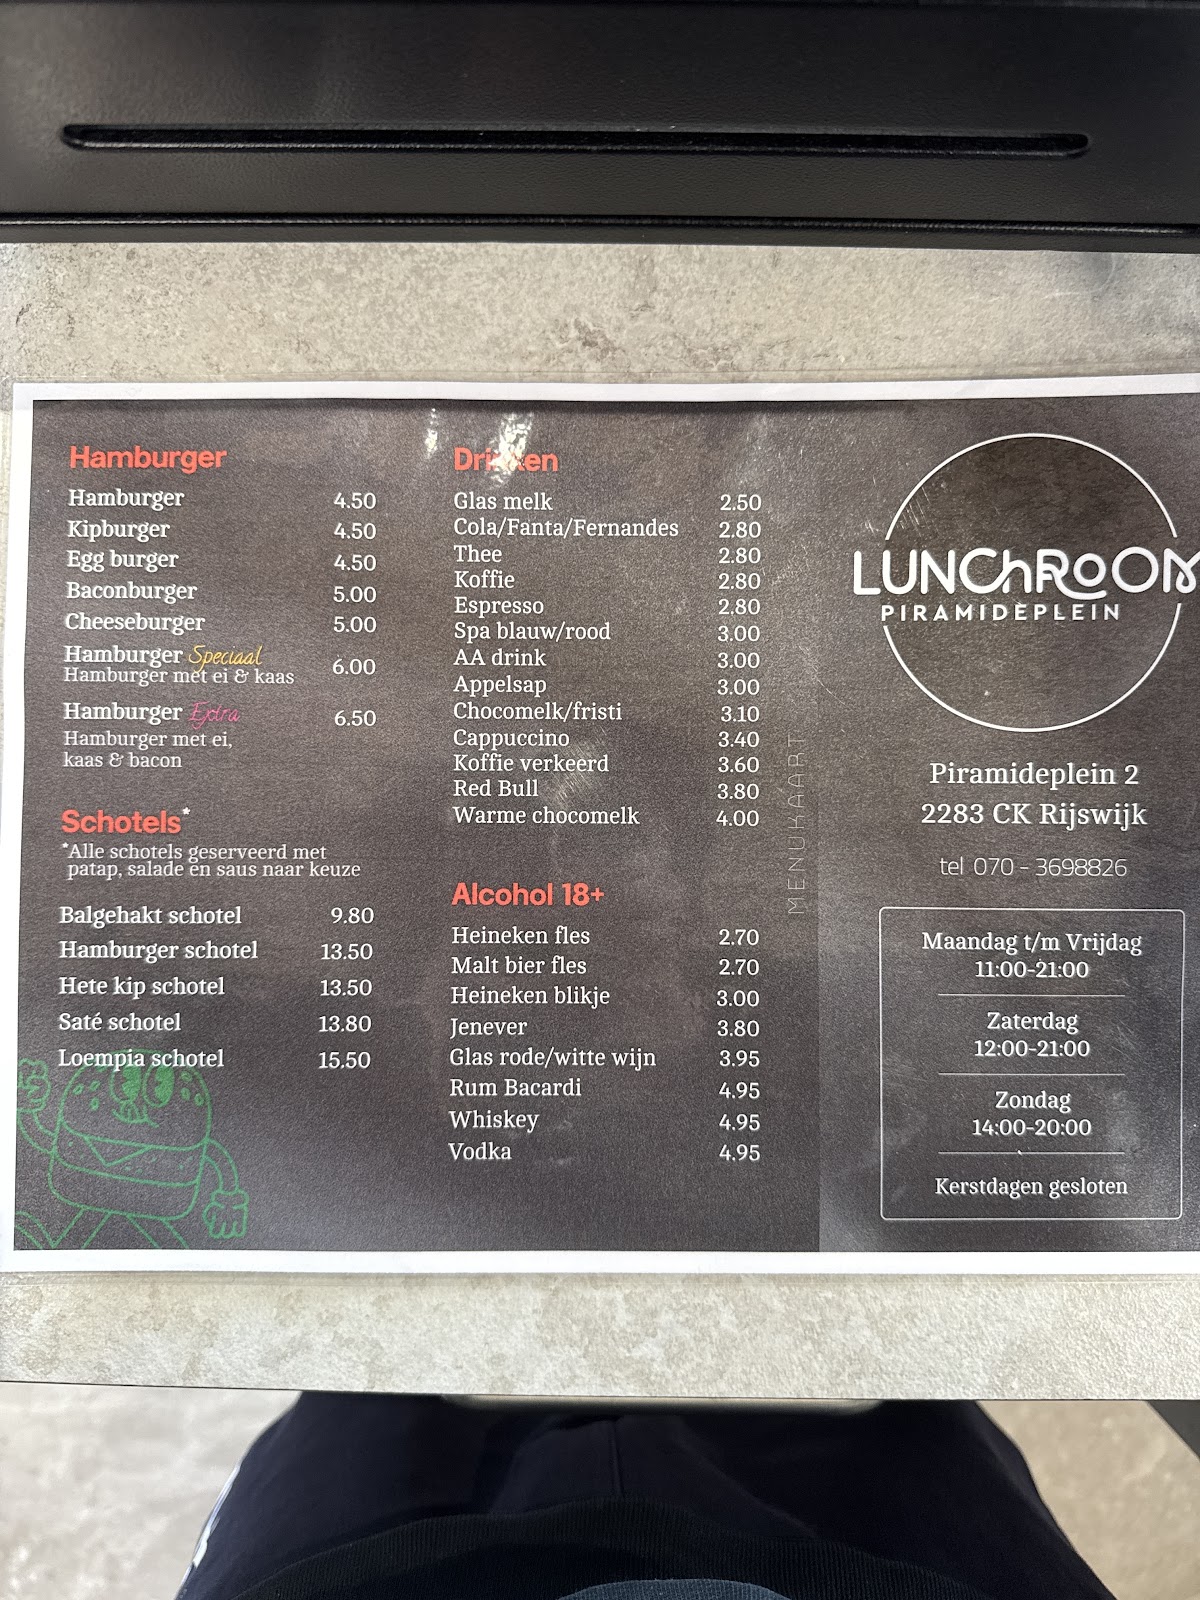 Hamburger
Hamburger 4.50
Kipburger 4.50
Egg burger 4.50
Baconburger 5.00
Cheeseburger 5.00
Hamburger Speciaal 6.00
Hamburger met ei & kaas
Hamburger Extra 6.50
Hamburger met ei,
kaas & bacon
Schotels*
*Alle schotels geserveerd met
patap, salade en saus naar keuze
Balgehakt schotel 9.80
Hamburger schotel 13.50
Hete kip schotel 13.50
Saté schotel 13.80
Loempia schotel 15.50
Drinken
Glas melk 2.50
Cola/Fanta/Fernandes 2.80
Thee 2.80
Koffie 2.80
Espresso 2.80
Spa blauw/rood 3.00
AA drink 3.00
Appelsap 3.00
Chocomelk/fristi 3.10
Cappuccino 3.40
Koffie verkeerd 3.60
Red Bull 3.80
Warme chocomelk 4.00
Alcohol 18+
Heineken fles 2.70
Malt bier fles 2.70
Heineken blikje 3.00
Jenever 3.80
Glas rode/witte wijn 3.95
Rum Bacardi 4.95
Whiskey 4.95
Vodka 4.95
MENUKAART
LUNCHROOM
PIRAMIDEPLEIN
Piramideplein 2
2283 CK Rijswijk
tel 070 - 3698826
Maandag t/m Vrijdag
11:00-21:00
Zaterdag
12:00-21:00
Zondag
14:00-20:00
Kerstdagen gesloten